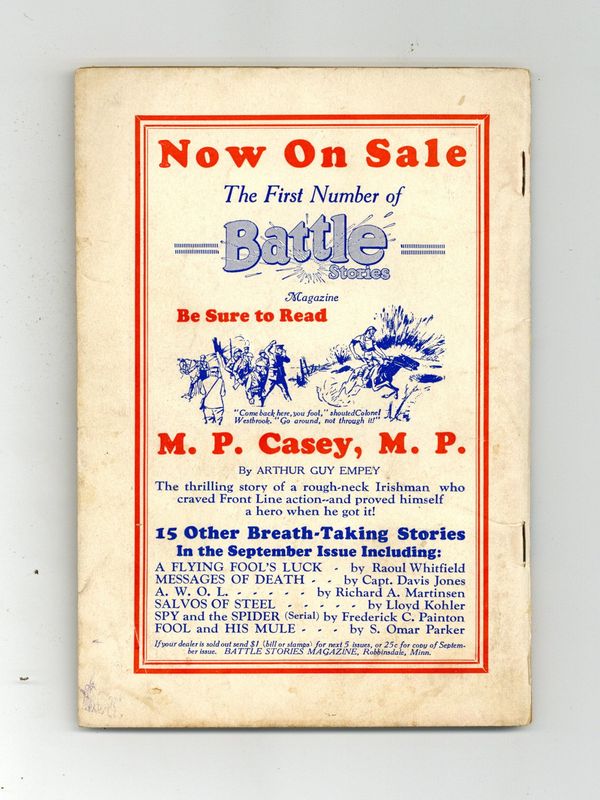 Now On Sale
The First Number of
Battle
Stories
Magazine
Be Sure to Read
"Come back here, you fool," shouted Colonel
Westbrook. "Go around, not through it!"
M. P. Casey, M. P.
By ARTHUR GUY EMPEY
The thrilling story of a rough-neck Irishman who
craved Front Line action--and proved himself
a hero when he got it!
15 Other Breath-Taking Stories
In the September Issue Including:
A FLYING FOOL'S LUCK - by Raoul Whitfield
MESSAGES OF DEATH - - by Capt. Davis Jones
A. W. O. L. - - - - - - by Richard A. Martinsen
SALVOS OF STEEL - - - - - by Lloyd Kohler
SPY and the SPIDER (Serial) by Frederick C. Painton
FOOL and HIS MULE - - - by S. Omar Parker
If your dealer is sold out send $1 (bill or stamps) for next 5 issues, or 25c for copy of Septem-
ber issue. BATTLE STORIES MAGAZINE, Robbinsdale, Minn.